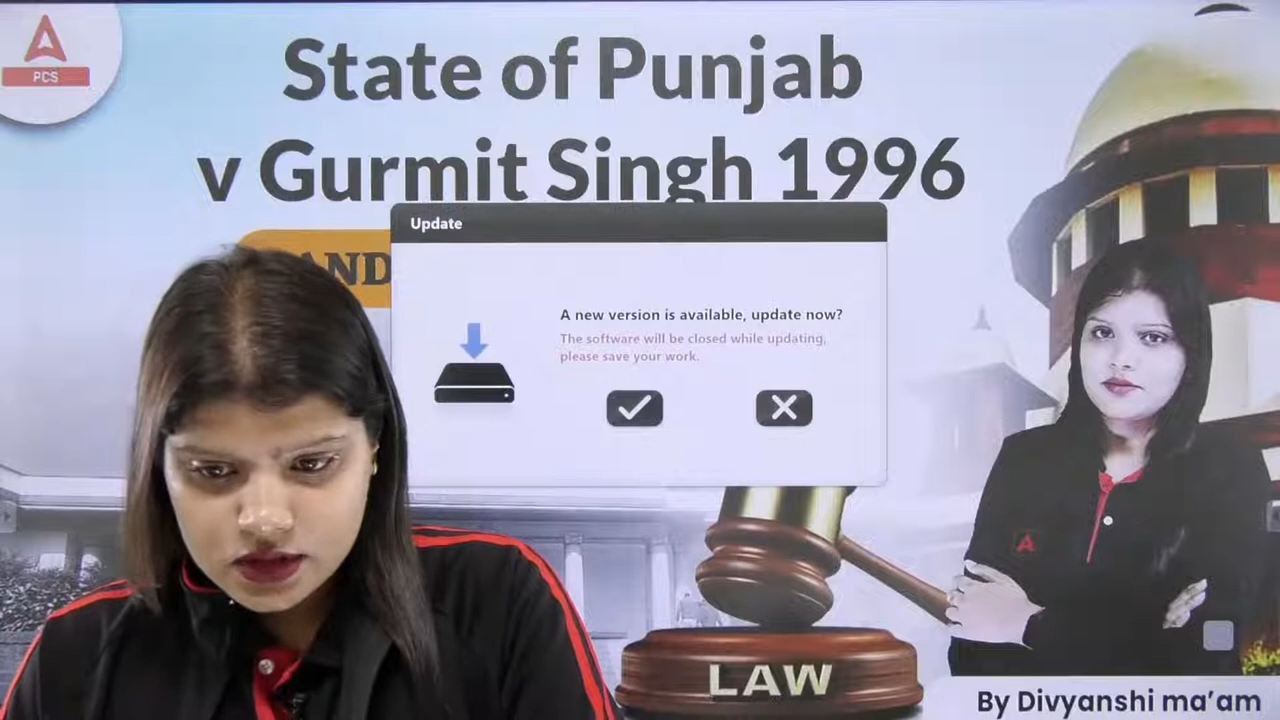 PCS
State of Punjab
v Gurmit Singh 1996
Update
A new version is available, update now?
The software will be closed while updating,
please save your work.
LAW
By Divyanshi ma'am